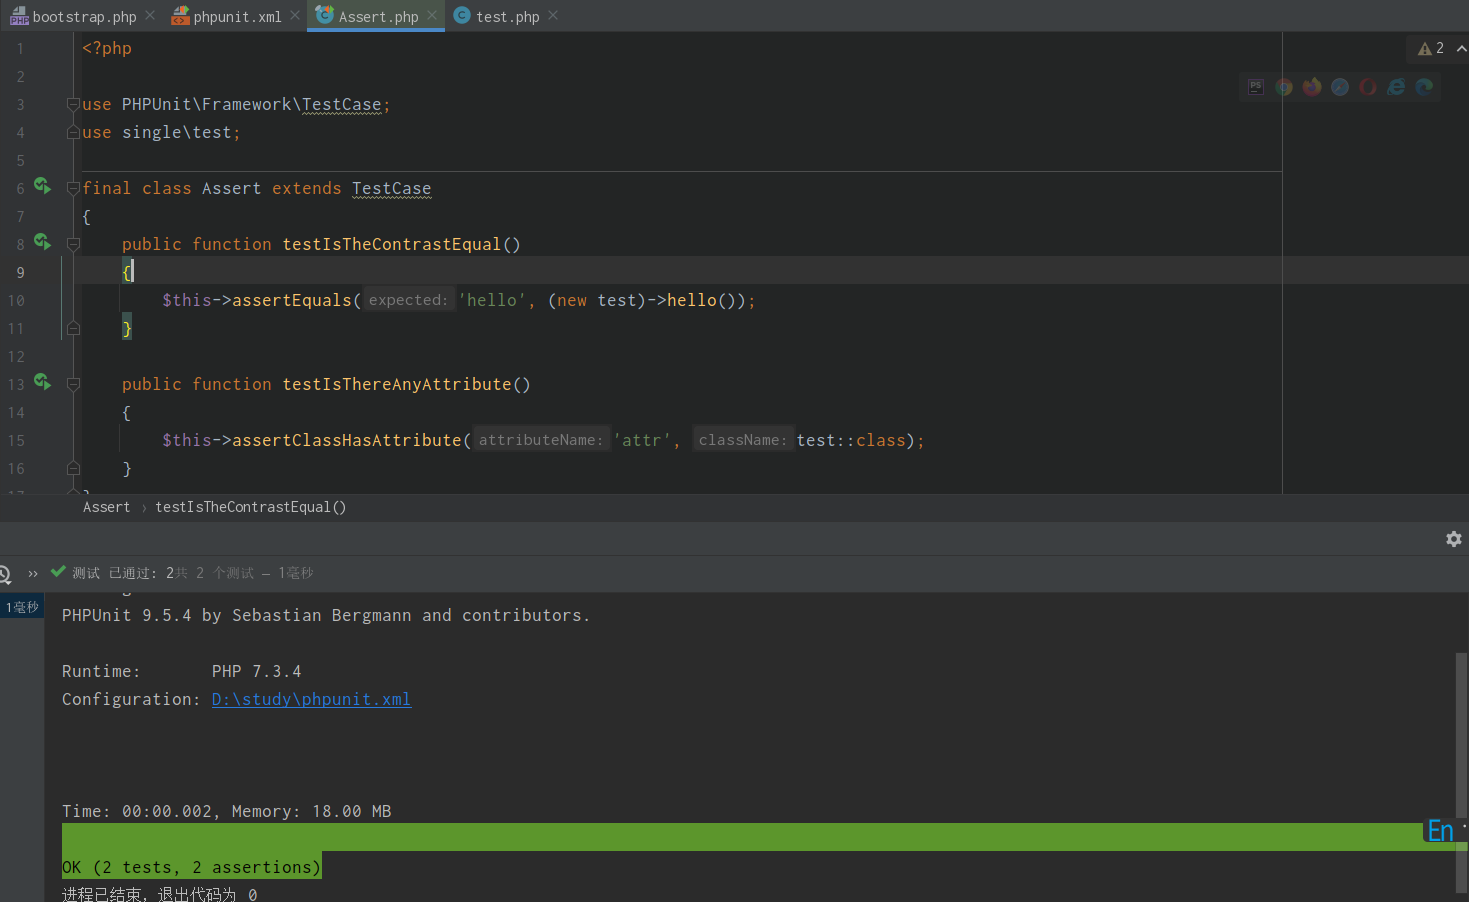 bootstrap.php phpunit.xml Assert.php test.php
1 <?php
2
3 use PHPUnit\Framework\TestCase;
4 use single\test;
5
6 final class Assert extends TestCase
7 {
8 public function testIsTheContrastEqual()
9 {
10 $this->assertEquals( expected: 'hello', (new test)->hello());
11 }
12
13 public function testIsThereAnyAttribute()
14 {
15 $this->assertClassHasAttribute( attributeName: 'attr', className: test::class);
16 }
2
Assert › testIsTheContrastEqual()
» 测试 已通过: 2共 2 个测试 – 1毫秒
1毫秒
PHPUnit 9.5.4 by Sebastian Bergmann and contributors.
Runtime: PHP 7.3.4
Configuration: D:\study\phpunit.xml
Time: 00:00.002, Memory: 18.00 MB
En
OK (2 tests, 2 assertions)
进程已结束，退出代码为 0